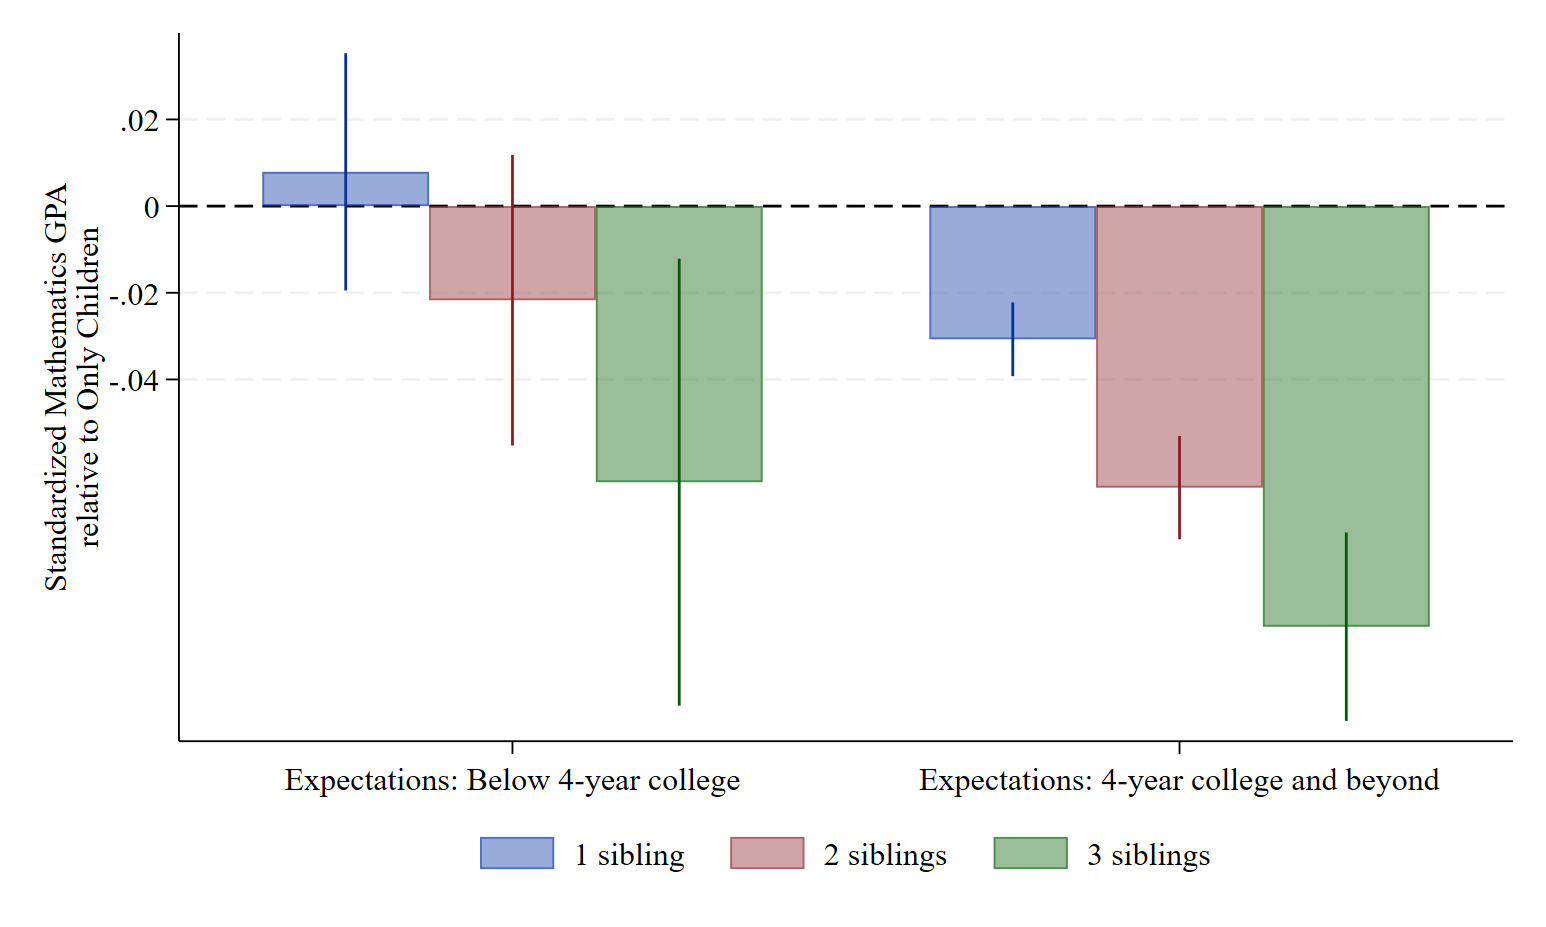 Standardized Mathematics GPA
relative to Only Children
.02
0
-.02
-.04
Expectations: Below 4-year college
Expectations: 4-year college and beyond
1 sibling
2 siblings
3 siblings